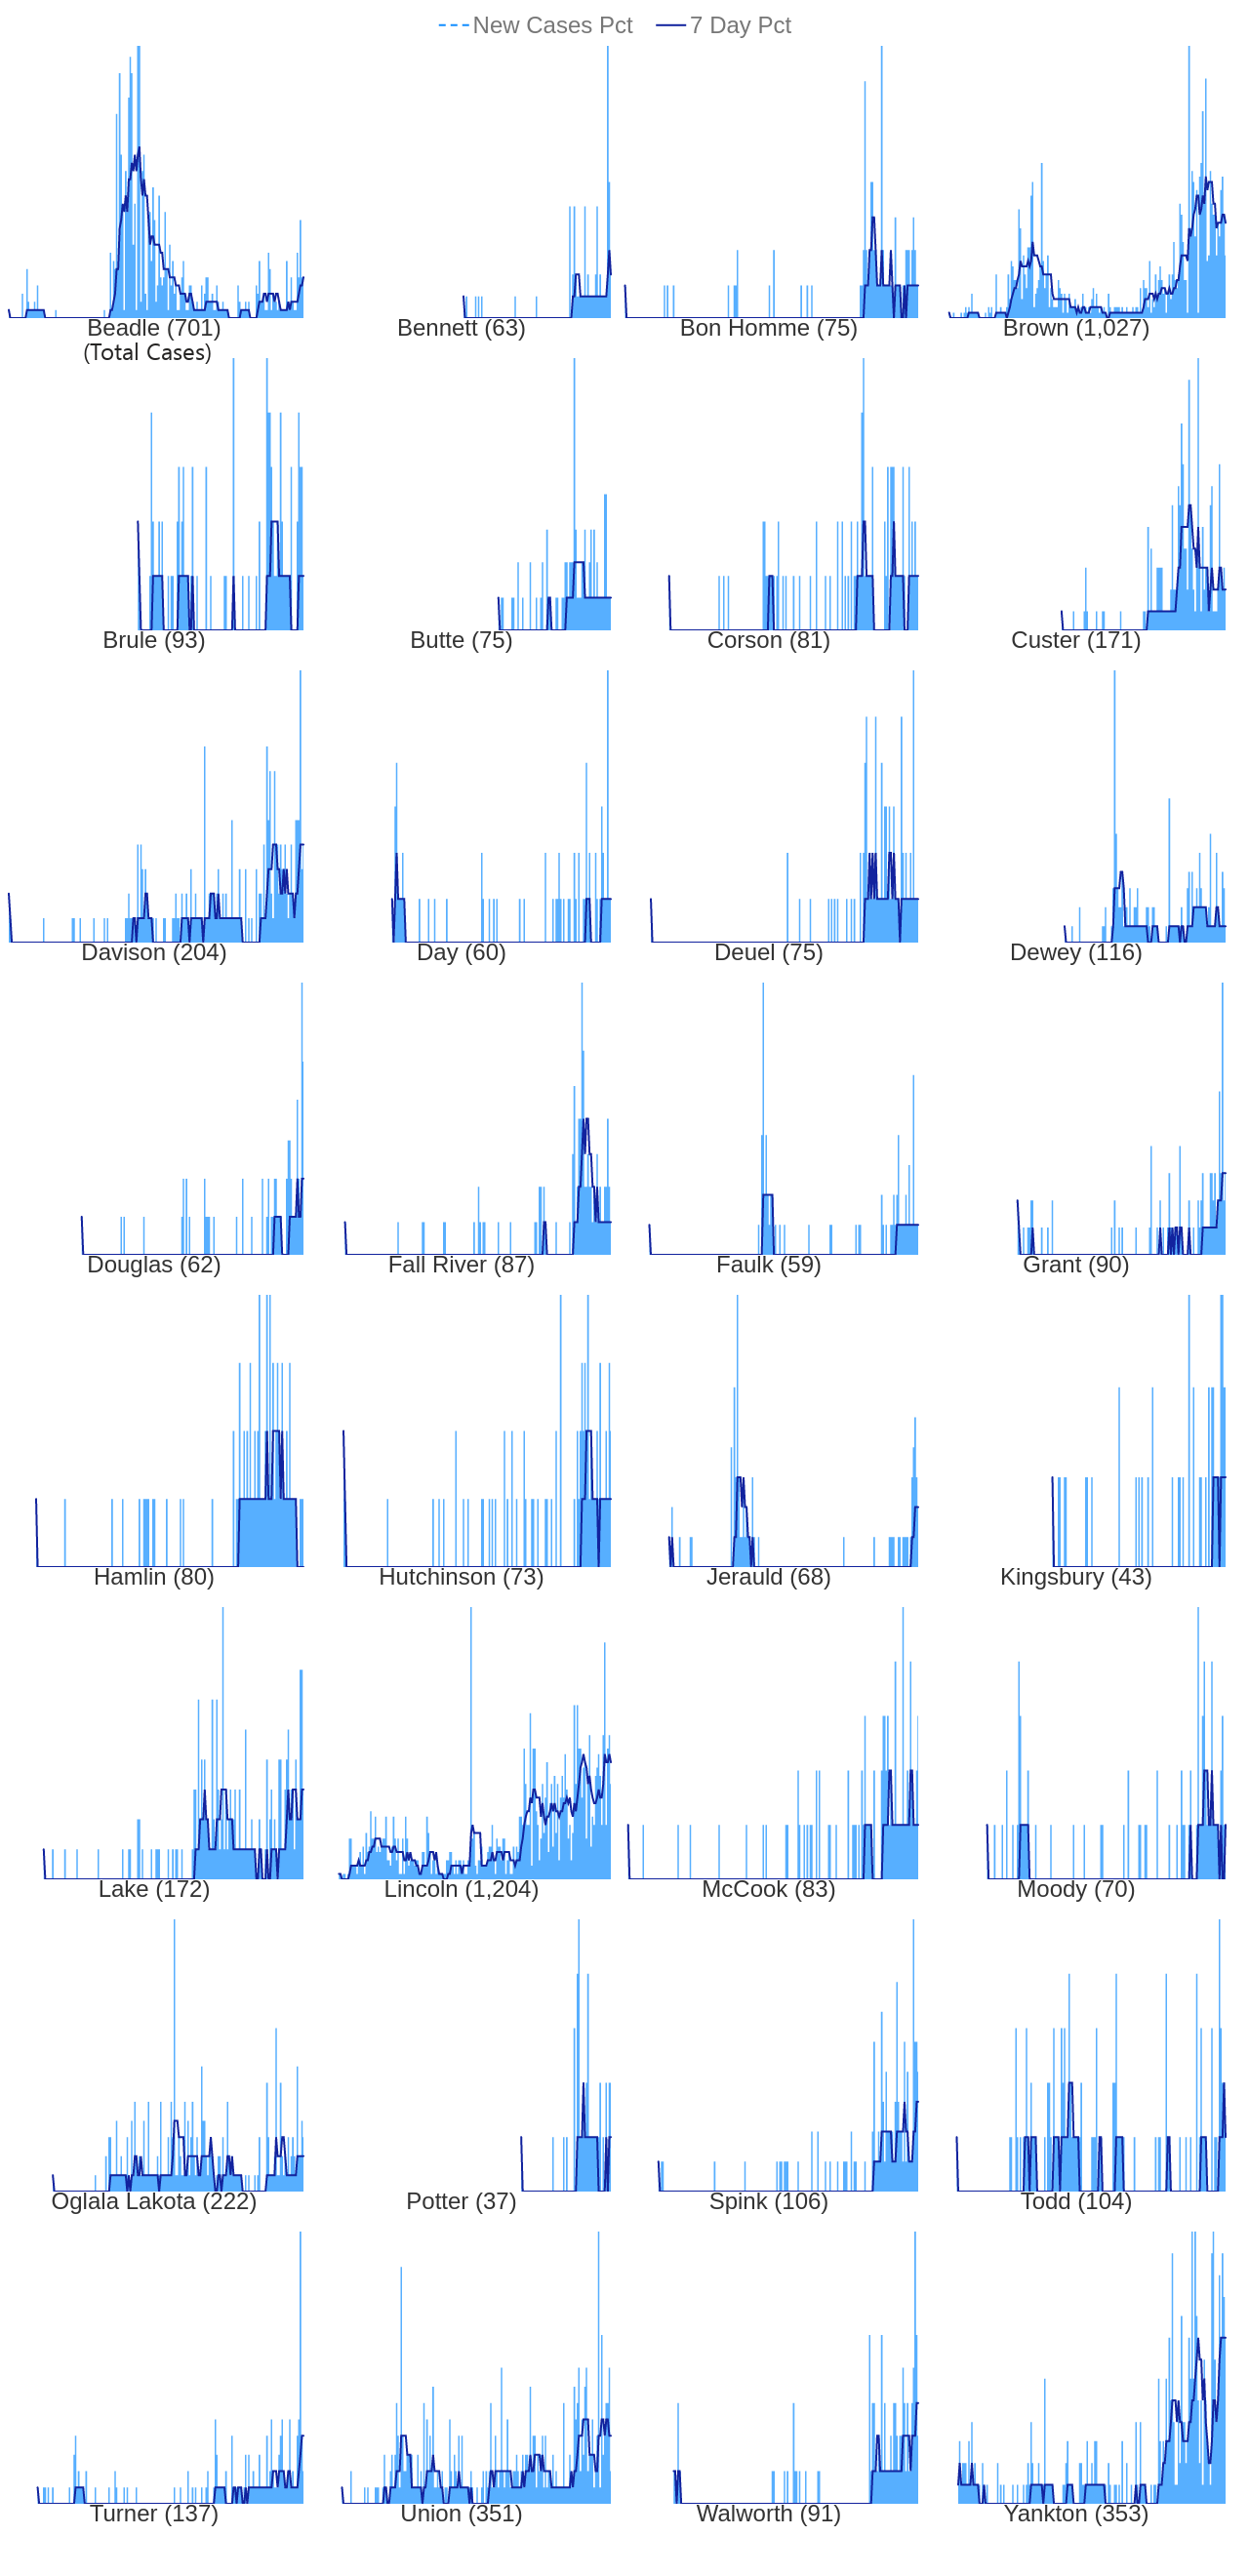 New Cases Pct 7 Day Pct
Beadle (701) Bennett (63) Bon Homme (75) Brown (1,027)
(Total Cases)
Brule (93) Butte (75) Corson (81) Custer (171)
Davison (204) Day (60) Deuel (75) Dewey (116)
Douglas (62) Fall River (87) Faulk (59) Grant (90)
Hamlin (80) Hutchinson (73) Jerauld (68) Kingsbury (43)
Lake (172) Lincoln (1,204) McCook (83) Moody (70)
Oglala Lakota (222) Potter (37) Spink (106) Todd (104)
Turner (137) Union (351) Walworth (91) Yankton (353)